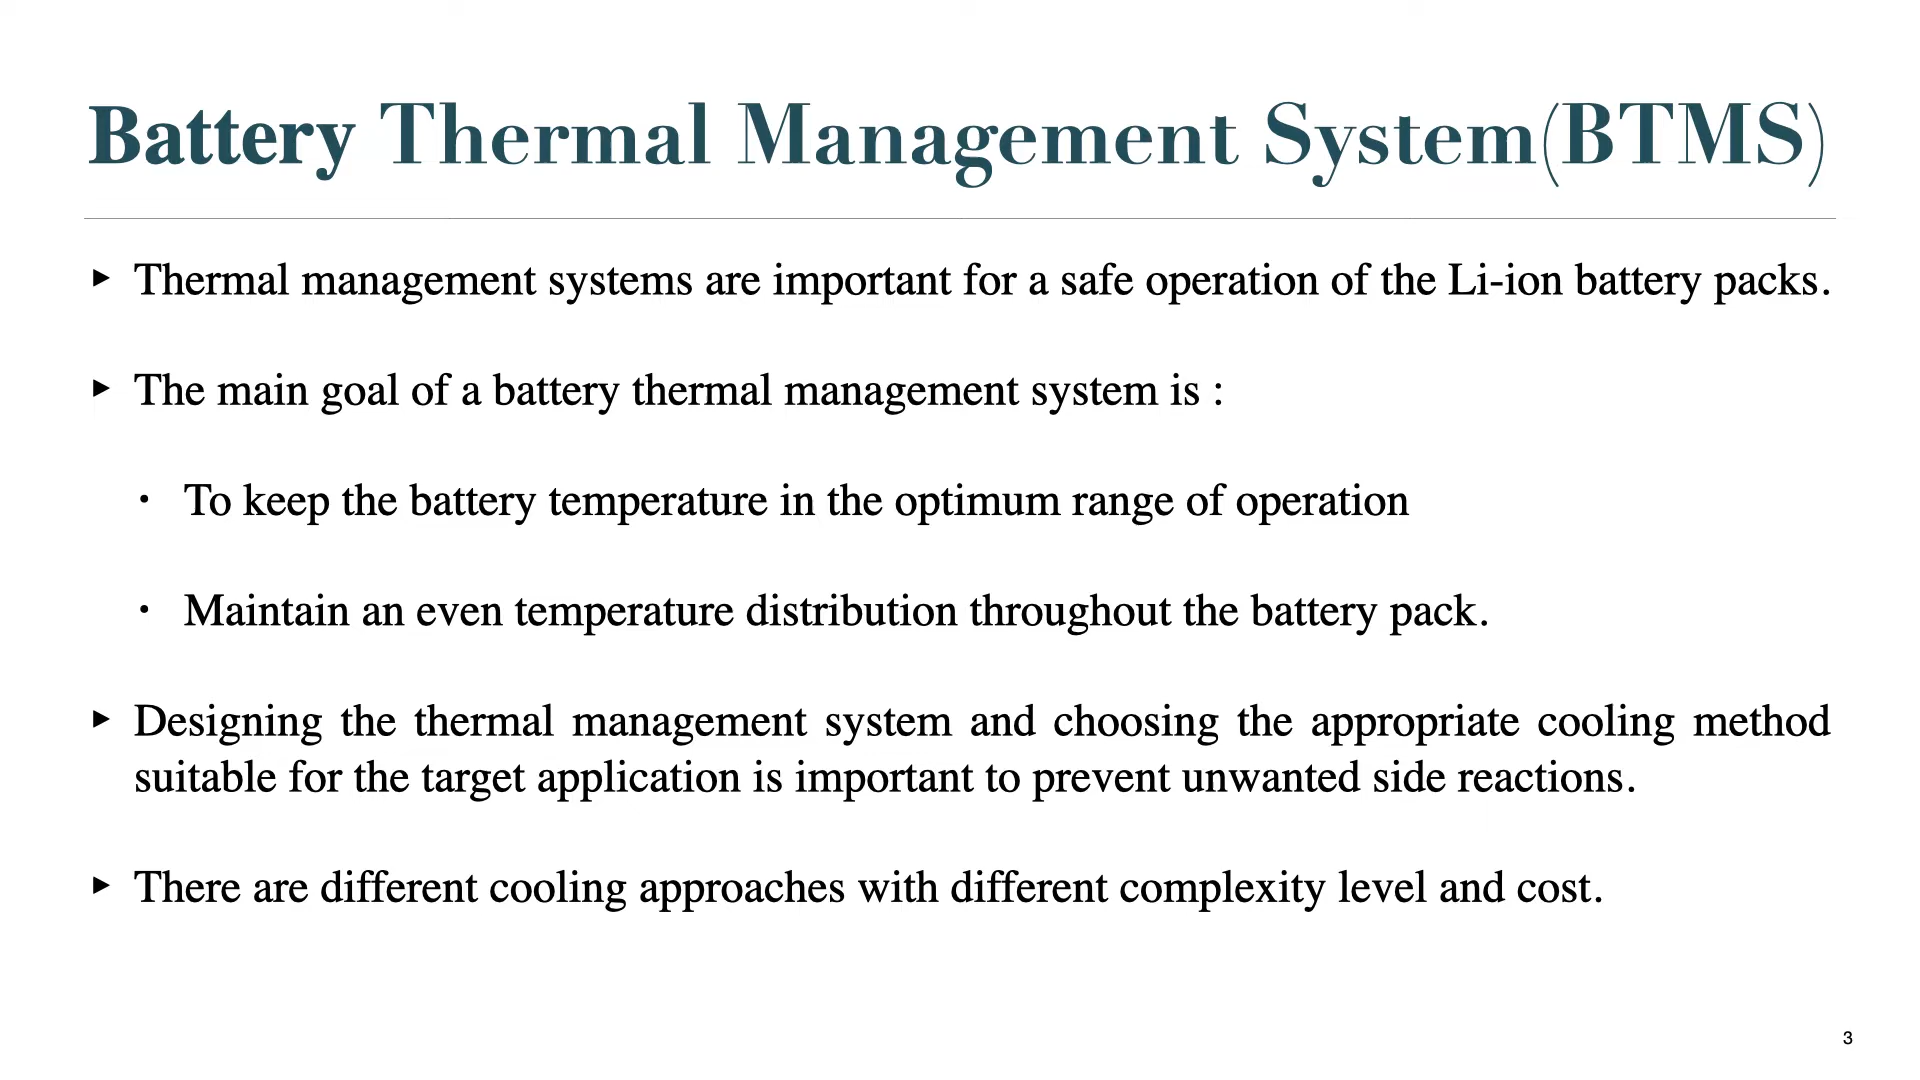 Battery Thermal Management System(BTMS)
▸ Thermal management systems are important for a safe operation of the Li-ion battery packs.
▸ The main goal of a battery thermal management system is :
• To keep the battery temperature in the optimum range of operation
• Maintain an even temperature distribution throughout the battery pack.
▸ Designing the thermal management system and choosing the appropriate cooling method
suitable for the target application is important to prevent unwanted side reactions.
▸ There are different cooling approaches with different complexity level and cost.
3